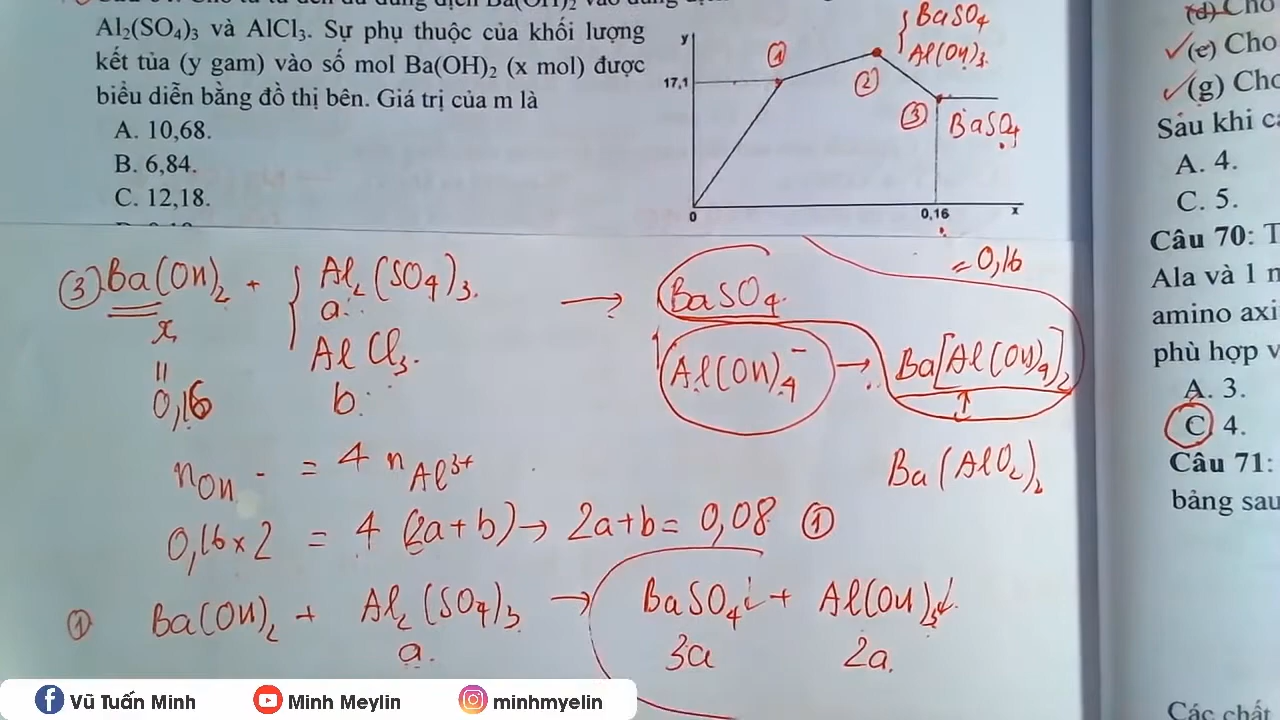 Ba(OH)₂
Al₂(SO₄)₃ và AlCl₃. Sự phụ thuộc của khối lượng
kết tủa (y gam) vào số mol Ba(OH)₂ (x mol) được
biểu diễn bằng đồ thị bên. Giá trị của m là
A. 10,68.
B. 6,84.
C. 12,18.
y
17,1
0
0,16
x
①
②
③
BaSO₄
Al(OH)₃.
BaSO₄
= 0,16
③ Ba(OH)₂ + Al₂(SO₄)₃. → BaSO₄.
x a
AlCl₃. Al(OH)₄⁻ → Ba[Al(OH)₄]₂
=
0,16 b
Ba(AlO₂)₂
nOH⁻ = 4 nAl³⁺
0,16 x 2 = 4 (2a + b) → 2a + b = 0,08 ①
① Ba(OH)₂ + Al₂(SO₄)₃ → BaSO₄↓ + Al(OH)₃↓.
a. 3a 2a.
Vũ Tuấn Minh
Minh Meylin
minhmyelin
(d) Cho
✓(e) Cho
✓(g) Cho
Sau khi
A. 4.
C. 5.
Câu 70: T
Ala và 1
amino axi
phù hợp v
A. 3.
C. 4.
Câu 71:
bảng sau
Các chất